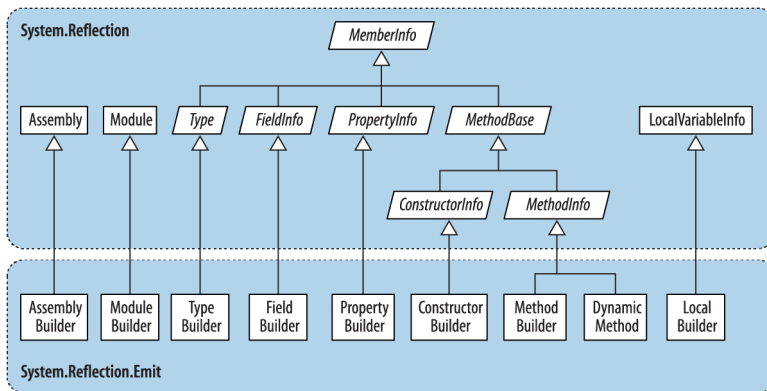 System.Reflection
MemberInfo
Assembly
Module
Type
FieldInfo
PropertyInfo
MethodBase
LocalVariableInfo
ConstructorInfo
MethodInfo
Assembly
Builder
Module
Builder
Type
Builder
Field
Builder
Property
Builder
Constructor
Builder
Method
Builder
Dynamic
Method
Local
Builder
System.Reflection.Emit